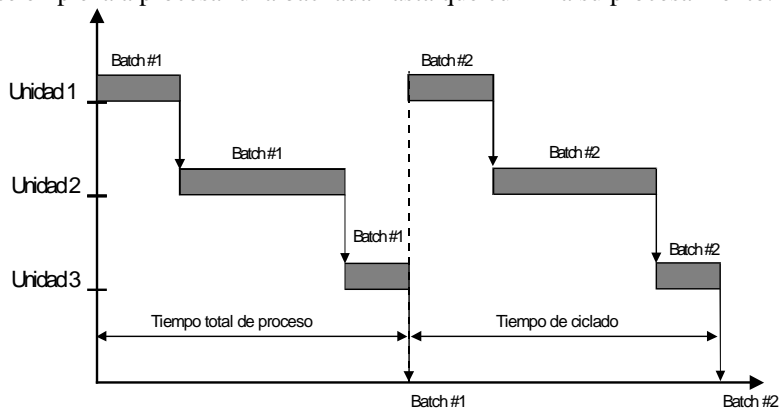 Batch #1
Batch #2
Unidad 1
Batch #1
Batch #2
Unidad 2
Batch #1
Batch #2
Unidad 3
Tiempo total de proceso
Tiempo de ciclado
Batch #1
Batch #2